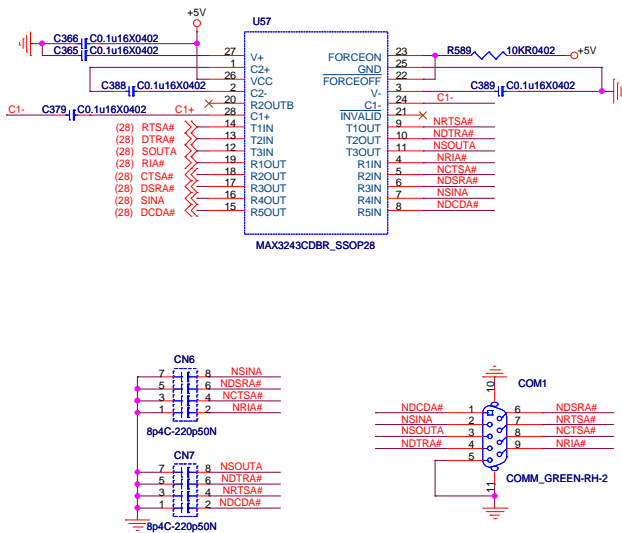 +5V
U57
C366 C0.1u16X0402
C365 C0.1u16X0402
C388 C0.1u16X0402
C1- C379 C0.1u16X0402 C1+
27 V+ FORCEON 23 R589 10KR0402 +5V
1 C2+ GND 25
26 VCC FORCEOFF 22
2 C2- V- 3 C389 C0.1u16X0402
20 R2OUTB C1- 24 C1-
28 C1+ INVALID 21
(28) RTSA# 14 T1IN T1OUT 9 NRTSA#
(28) DTRA# 13 T2IN T2OUT 10 NDTRA#
(28) SOUTA 12 T3IN T3OUT 11 NSOUTA
(28) RIA# 19 R1OUT R1IN 4 NRIA#
(28) CTSA# 18 R2OUT R2IN 5 NCTSA#
(28) DSRA# 17 R3OUT R3IN 6 NDSRA#
(28) SINA 16 R4OUT R4IN 7 NSINA
(28) DCDA# 15 R5OUT R5IN 8 NDCDA#
MAX3243CDBR_SSOP28
CN6
7 8 NSINA
5 6 NDSRA#
3 4 NCTSA#
1 2 NRIA#
8p4C-220p50N
CN7
7 8 NSOUTA
5 6 NDTRA#
3 4 NRTSA#
1 2 NDCDA#
8p4C-220p50N
COM1
10
NDCDA# 1 6 NDSRA#
NSINA 2 7 NRTSA#
NSOUTA 3 8 NCTSA#
NDTRA# 4 9 NRIA#
5
COMM_GREEN-RH-2
11